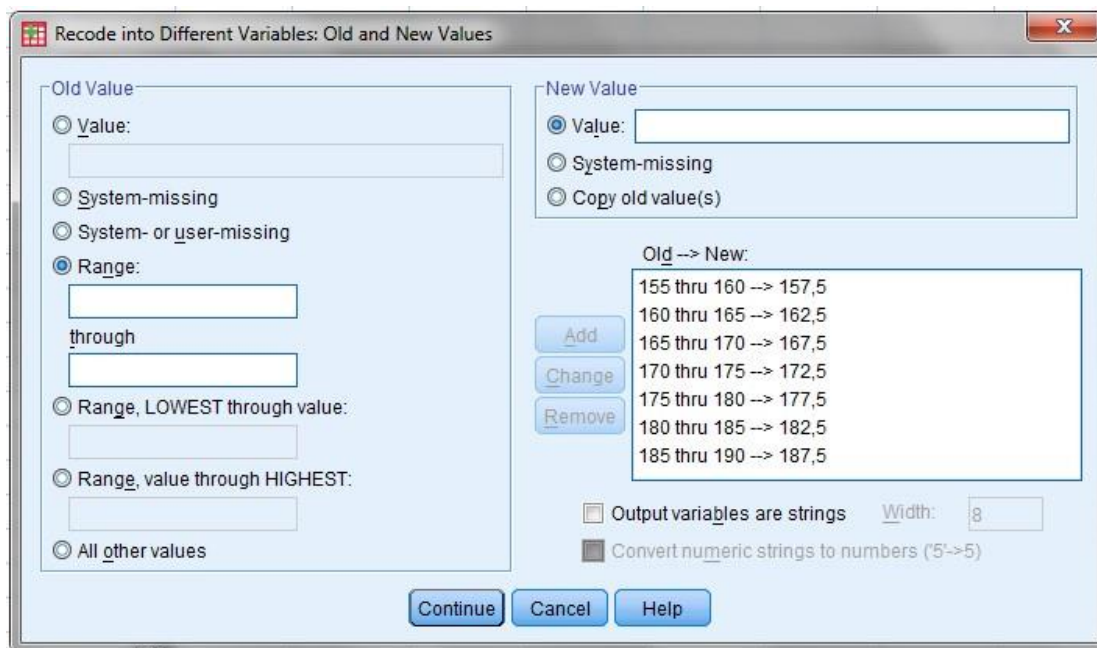 Recode into Different Variables: Old and New Values
Old Value
Value:
System-missing
System- or user-missing
Range:
through
Range, LOWEST through value:
Range, value through HIGHEST:
All other values
New Value
Value:
System-missing
Copy old value(s)
Old --> New:
155 thru 160 --> 157,5
160 thru 165 --> 162,5
165 thru 170 --> 167,5
170 thru 175 --> 172,5
175 thru 180 --> 177,5
180 thru 185 --> 182,5
185 thru 190 --> 187,5
Add
Change
Remove
Output variables are strings Width: 8
Convert numeric strings to numbers ('5'->5)
Continue Cancel Help